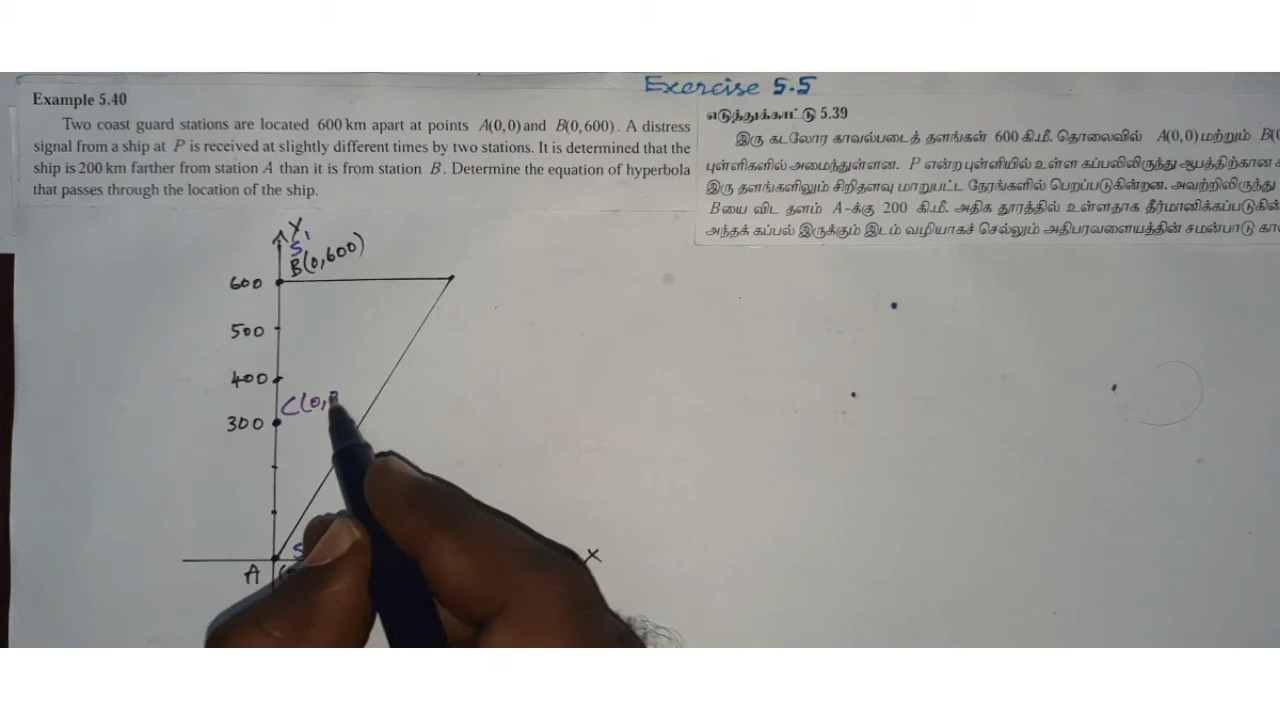 Exercise 5.5
Example 5.40
Two coast guard stations are located 600 km apart at points A(0,0) and B(0,600). A distress
signal from a ship at P is received at slightly different times by two stations. It is determined that the
ship is 200 km farther from station A than it is from station B. Determine the equation of hyperbola
that passes through the location of the ship.
எடுத்துக்காட்டு 5.39
இரு கடலோர காவல்படைத் தளங்கள் 600 கி.மீ. தொலைவில் A(0,0) மற்றும் B(
புள்ளிகளில் அமைந்துள்ளன. P என்ற புள்ளியில் உள்ள கப்பலிலிருந்து ஆபத்திற்கான
இரு தளங்களிலும் சிறிதளவு மாறுபட்ட நேரங்களில் பெறப்படுகின்றன. அவற்றிலிருந்து
Bயை விட தளம் A-க்கு 200 கி.மீ. அதிக தூரத்தில் உள்ளதாக தீர்மானிக்கப்படுகின்
அந்தக் கப்பல் இருக்கும் இடம் வழியாகச் செல்லும் அதிபரவளையத்தின் சமன்பாடு கா
Y
S'
B(0,600)
600
500
400
C(0,
300
S
X
A (